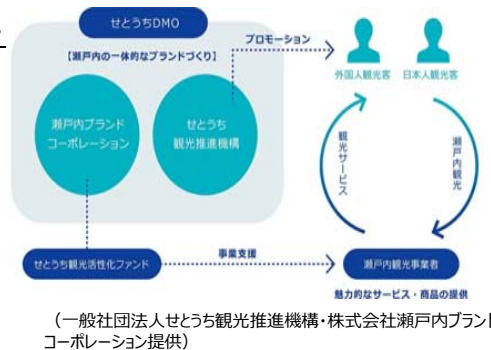 せとうちDMO
【瀬戸内の一体的なブランドづくり】
瀬戸内ブランド
コーポレーション
せとうち
観光推進機構
プロモーション
外国人観光客
日本人観光客
観光サービス
瀬戸内観光
せとうち観光活性化ファンド
事業支援
瀬戸内観光事業者
魅力的なサービス・商品の提供
(一般社団法人せとうち観光推進機構・株式会社瀬戸内ブランド
コーポレーション提供)